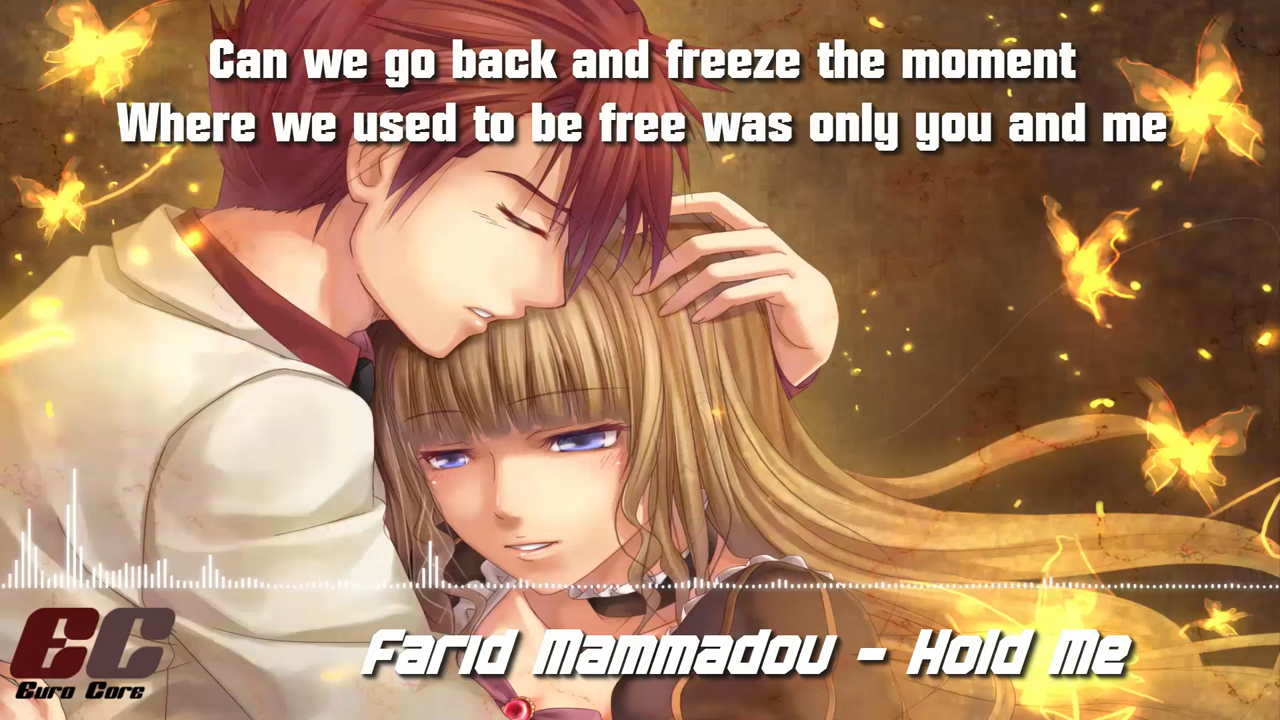 Can we go back and freeze the moment
Where we used to be free was only you and me
EC
Euro Core
Farid Mammadov - Hold Me